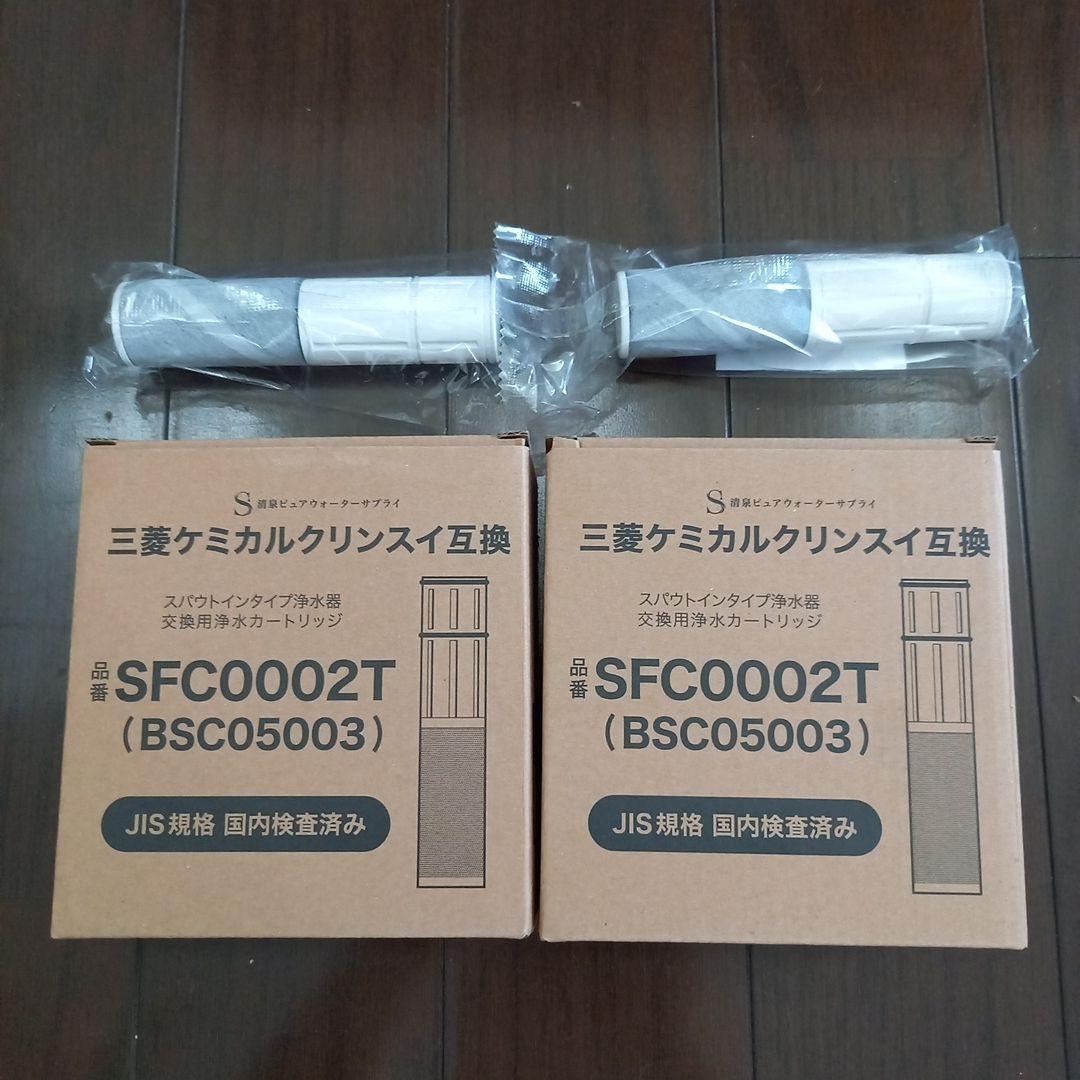 S 清泉ピュアウォーターサプライ
三菱ケミカルクリンスイ互換
スパウトインタイプ浄水器
交換用浄水カートリッジ
品番 SFC0002T
(BSC05003)
JIS規格 国内検査済み
S 清泉ピュアウォーターサプライ
三菱ケミカルクリンスイ互換
スパウトインタイプ浄水器
交換用浄水カートリッジ
品番 SFC0002T
(BSC05003)
JIS規格 国内検査済み